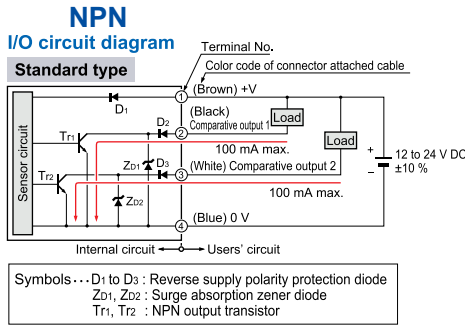 NPN
I/O circuit diagram
Standard type
Terminal No.
Color code of connector attached cable
(Brown) +V
1
D1
(Black)
D2
2
Comparative output 1
Load
Load
Sensor circuit
Tr1
100 mA max.
ZD1
D3
3
(White) Comparative output 2
12 to 24 V DC
±10 %
+
−
Tr2
100 mA max.
ZD2
(Blue) 0 V
4
Internal circuit
Users' circuit
Symbols ··· D1 to D3 : Reverse supply polarity protection diode
ZD1, ZD2 : Surge absorption zener diode
Tr1, Tr2 : NPN output transistor